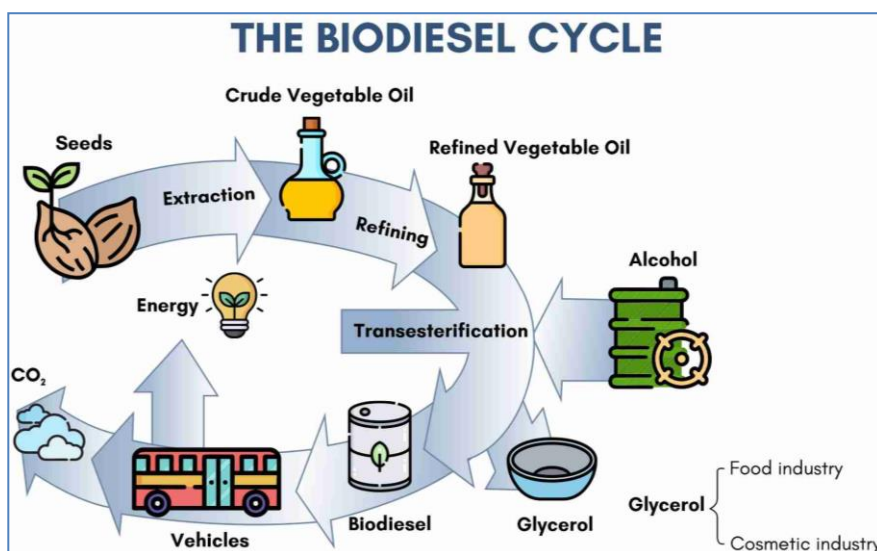 THE BIODIESEL CYCLE
Crude Vegetable Oil
Seeds
Refined Vegetable Oil
Extraction
Refining
Alcohol
Energy
Transesterification
CO₂
Food industry
Glycerol
Cosmetic industry
Biodiesel
Glycerol
Vehicles